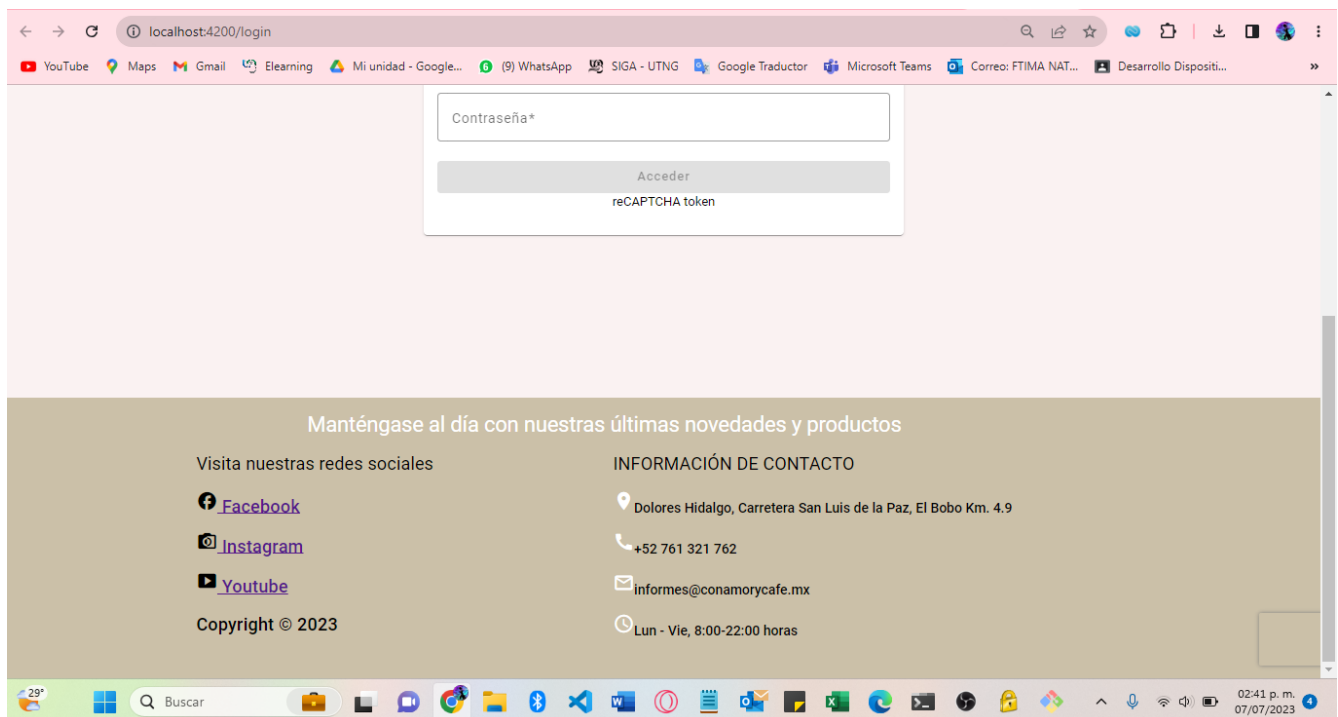 localhost:4200/login
YouTube Maps Gmail Elearning Mi unidad - Google... (9) WhatsApp SIGA - UTNG Google Traductor Microsoft Teams Correo: FTIMA NAT... Desarrollo Dispositi... »
Contraseña*
Acceder
reCAPTCHA token
Manténgase al día con nuestras últimas novedades y productos
Visita nuestras redes sociales
Facebook
Instagram
Youtube
Copyright © 2023
INFORMACIÓN DE CONTACTO
Dolores Hidalgo, Carretera San Luis de la Paz, El Bobo Km. 4.9
+52 761 321 762
informes@conamorycafe.mx
Lun - Vie, 8:00-22:00 horas
29°
Buscar
02:41 p. m.
07/07/2023
4